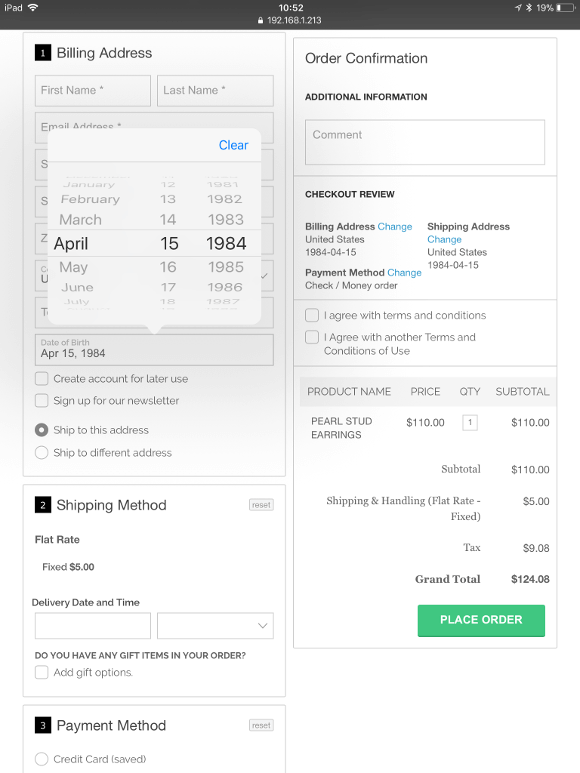 iPad
10:52
19%
192.168.1.213
1 Billing Address
First Name *
Last Name *
Email Address *
S
S
Z
U
T
Clear
January 12 1981
February 13 1982
March 14 1983
April 15 1984
May 16 1985
June 17 1986
July 18 1987
Date of Birth
Apr 15, 1984
Create account for later use
Sign up for our newsletter
Ship to this address
Ship to different address
2 Shipping Method
reset
Flat Rate
Fixed $5.00
Delivery Date and Time
DO YOU HAVE ANY GIFT ITEMS IN YOUR ORDER?
Add gift options.
3 Payment Method
reset
Credit Card (saved)
Order Confirmation
ADDITIONAL INFORMATION
Comment
CHECKOUT REVIEW
Billing Address Change
United States
1984-04-15
Shipping Address
Change
United States
1984-04-15
Payment Method Change
Check / Money order
I agree with terms and conditions
I Agree with another Terms and
Conditions of Use
PRODUCT NAME PRICE QTY SUBTOTAL
PEARL STUD
EARRINGS
$110.00 1 $110.00
Subtotal $110.00
Shipping & Handling (Flat Rate -
Fixed)
$5.00
Tax $9.08
Grand Total $124.08
PLACE ORDER